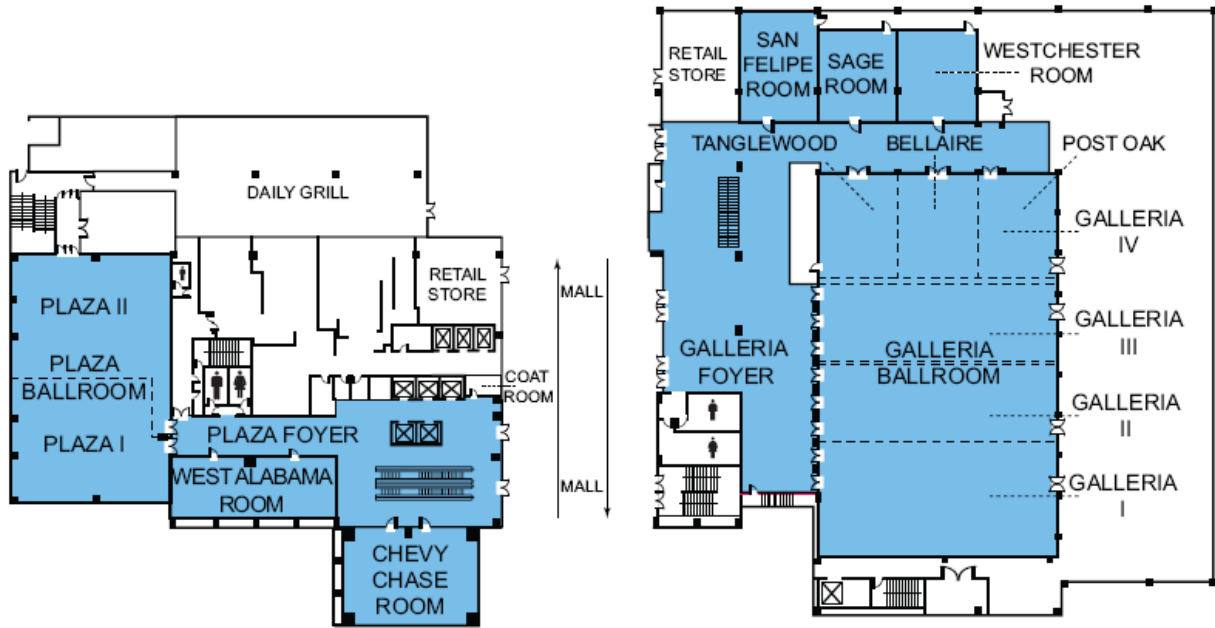 DAILY GRILL
RETAIL
STORE
PLAZA II
PLAZA
BALLROOM
PLAZA I
COAT
ROOM
PLAZA FOYER
WEST ALABAMA
ROOM
CHEVY
CHASE
ROOM
MALL
MALL
RETAIL
STORE
SAN
FELIPE
ROOM
SAGE
ROOM
WESTCHESTER
ROOM
TANGLEWOOD
BELLAIRE
POST OAK
GALLERIA
IV
GALLERIA
III
GALLERIA
FOYER
GALLERIA
BALLROOM
GALLERIA
II
GALLERIA
I